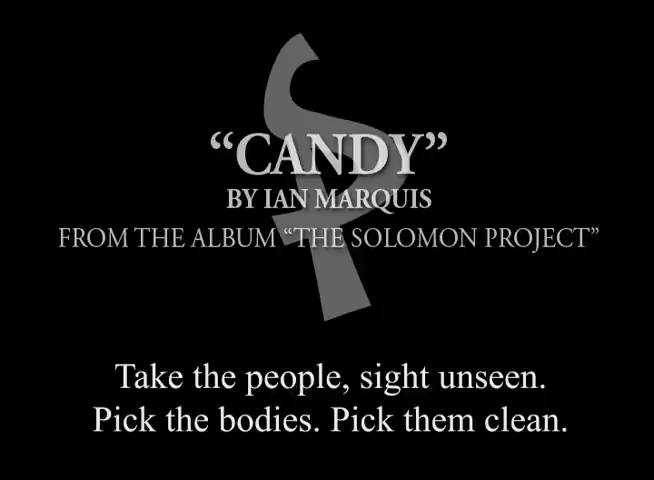 “CANDY”
BY IAN MARQUIS
FROM THE ALBUM “THE SOLOMON PROJECT”
Take the people, sight unseen.
Pick the bodies. Pick them clean.